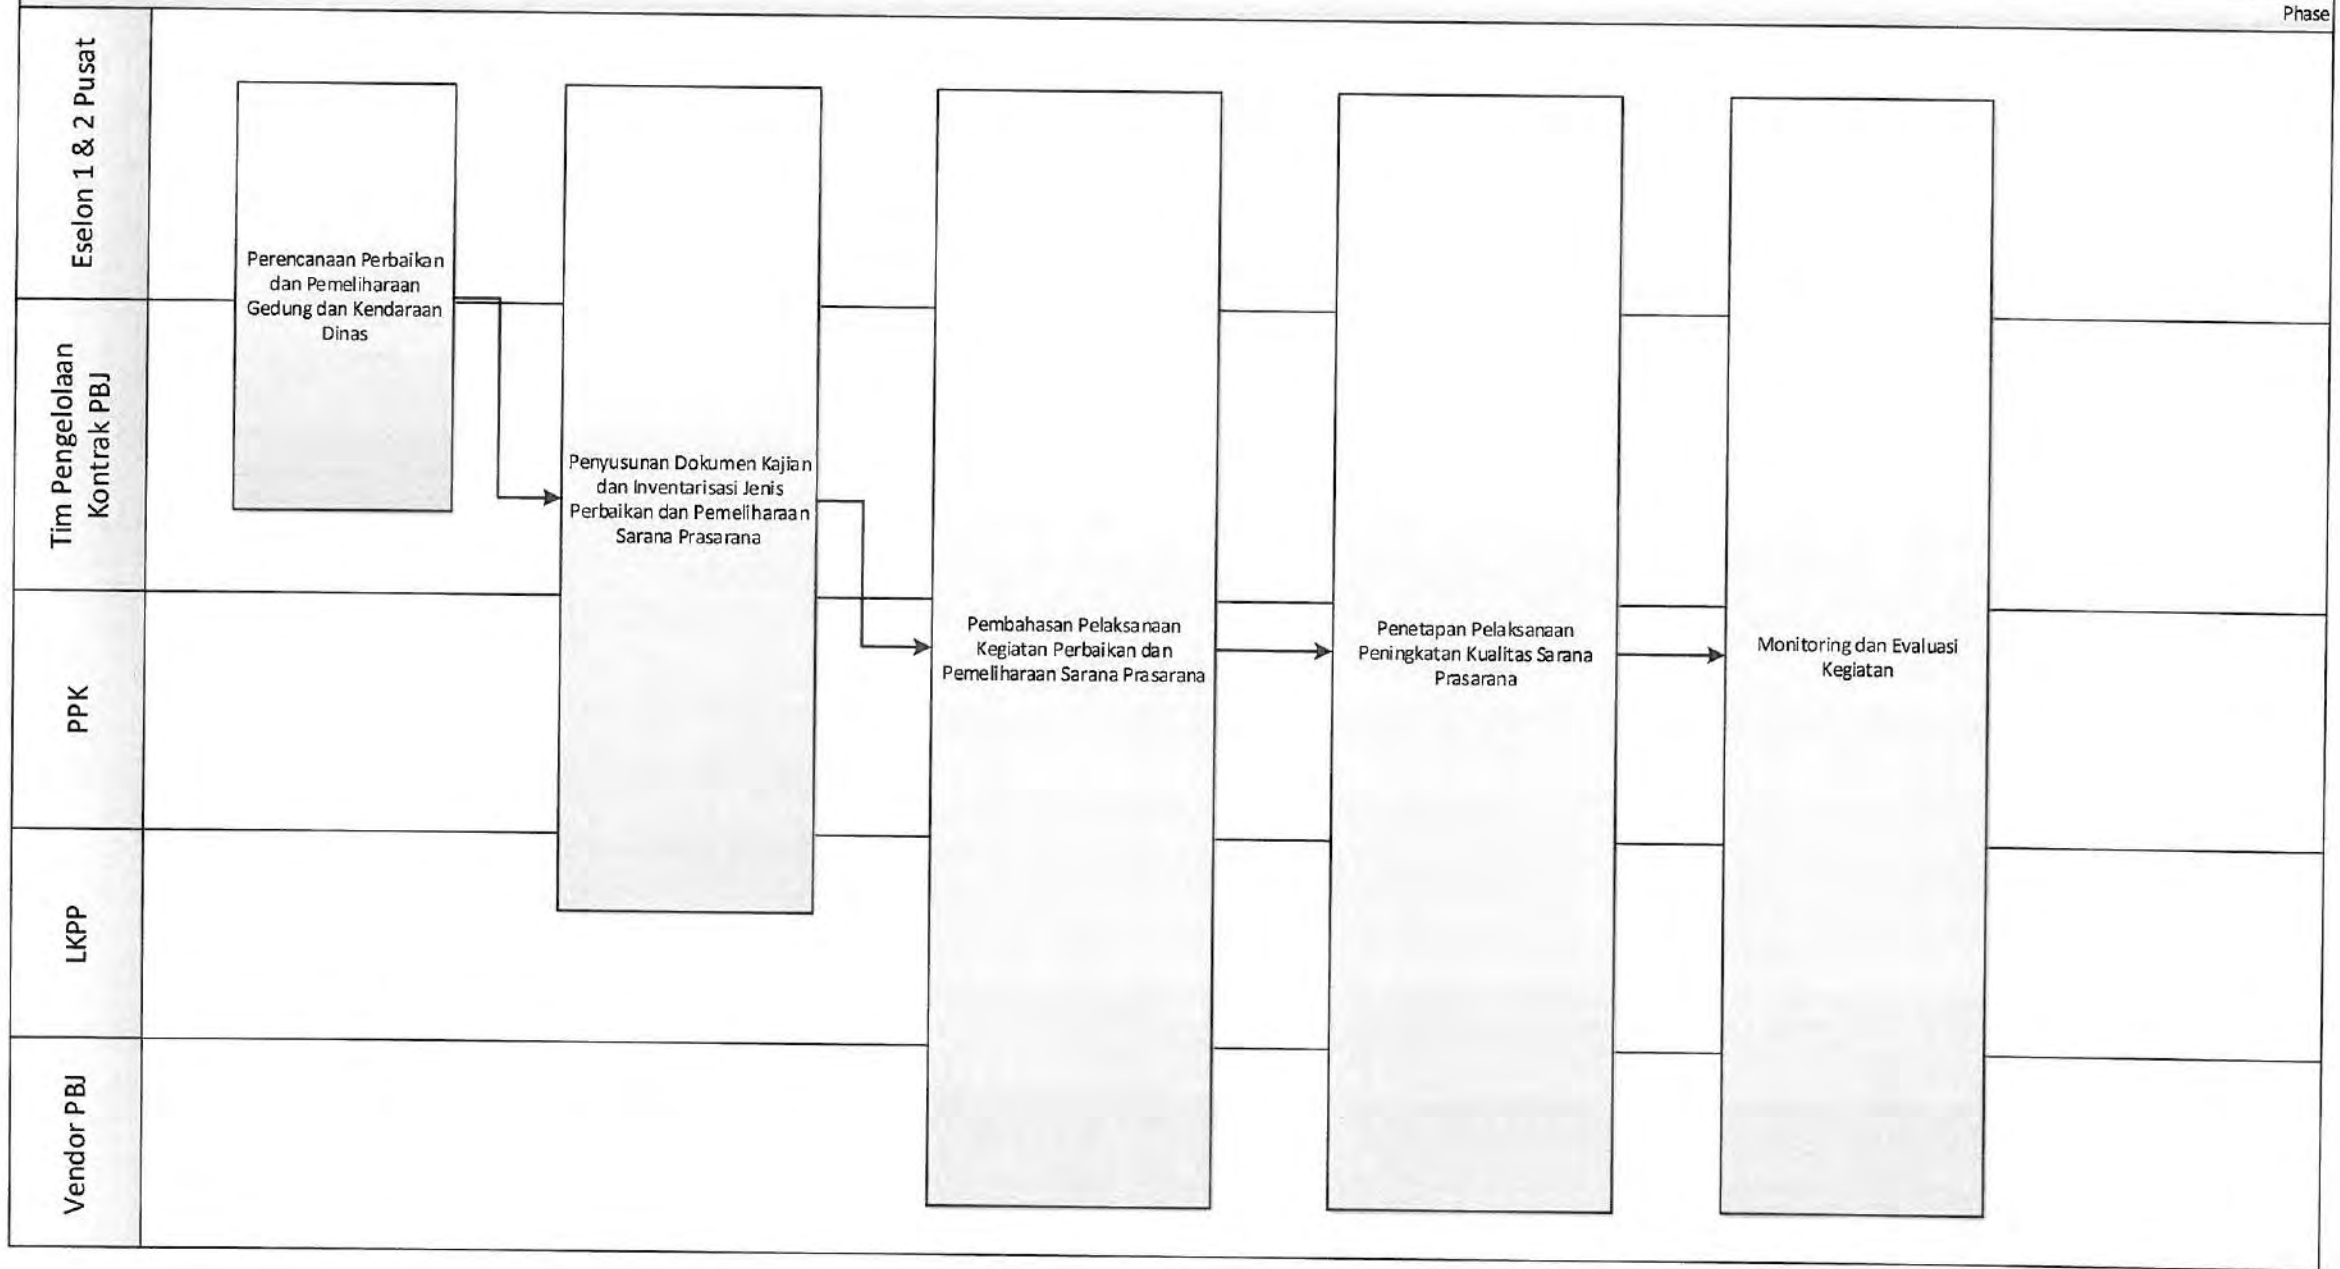 Phase
Eselon 1 & 2 Pusat
Tim Pengelolaan
Kontrak PBJ
PPK
LKPP
Vendor PBJ
Perencanaan Perbaikan
dan Pemeliharaan
Gedung dan Kendaraan
Dinas
Penyusunan Dokumen Kajian
dan Inventarisasi Jenis
Perbaikan dan Pemeliharaan
Sarana Prasarana
Pembahasan Pelaksanaan
Kegiatan Perbaikan dan
Pemeliharaan Sarana Prasarana
Penetapan Pelaksanaan
Peningkatan Kualitas Sarana
Prasarana
Monitoring dan Evaluasi
Kegiatan